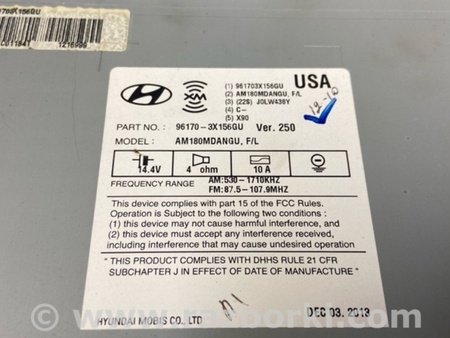 1703X156GU
1216999
XM
(1) 961703X156GU
(2) AM180MDANGU, F/L
(3) (22S) J0LW438Y
(4) C-
(5) X90
USA
PART NO. : 96170-3X156GU Ver. 250
MODEL : AM180MDANGU, F/L
14.4V 4 ohm 10 A
FREQUENCY RANGE AM:530-1710KHZ
FM:87.5-107.9MHZ
This device complies with part 15 of the FCC Rules.
Operation is Subject to the following two conditions :
(1) this device may not cause harmful interference, and
(2) this device must accept any interference received,
including interference that may cause undesired
operation.
" THIS PRODUCT COMPLIES WITH DHHS RULE 21 CFR
SUBCHAPTER J IN EFFECT OF DATE OF MANUFACTURE "
DEC 03. 2013
HYUNDAI MOBIS CO., LTD